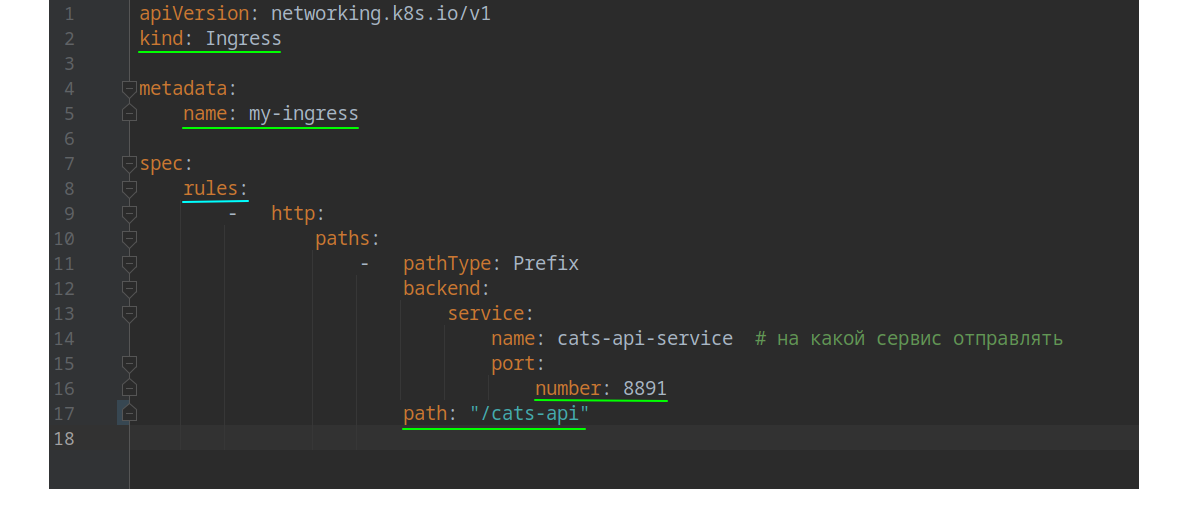 1 apiVersion: networking.k8s.io/v1
2 kind: Ingress
3
4 metadata:
5     name: my-ingress
6
7 spec:
8     rules:
9         -   http:
10                paths:
11                    -   pathType: Prefix
12                        backend:
13                            service:
14                                name: cats-api-service  # на какой сервис отправлять
15                                port:
16                                    number: 8891
17                        path: "/cats-api"
18